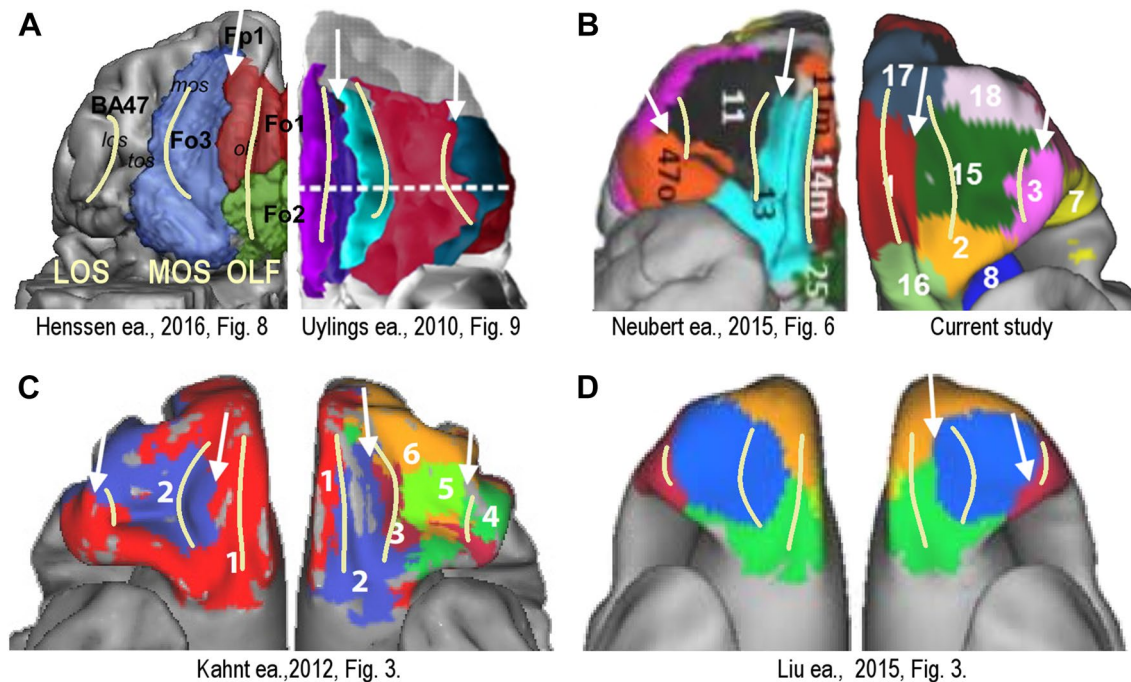 A
Fp1
mos
BA47
Fo1
los
Fo3
olf
tos
Fo2
LOS MOS OLF
Henssen ea., 2016, Fig. 8
Uylings ea., 2010, Fig. 9
B
11m
11
47o
13
14m
25
Neubert ea., 2015, Fig. 6
17
18
1
15
3
7
2
16
8
Current study
C
2
1
1
6
5
4
3
2
Kahnt ea.,2012, Fig. 3.
D
Liu ea., 2015, Fig. 3.